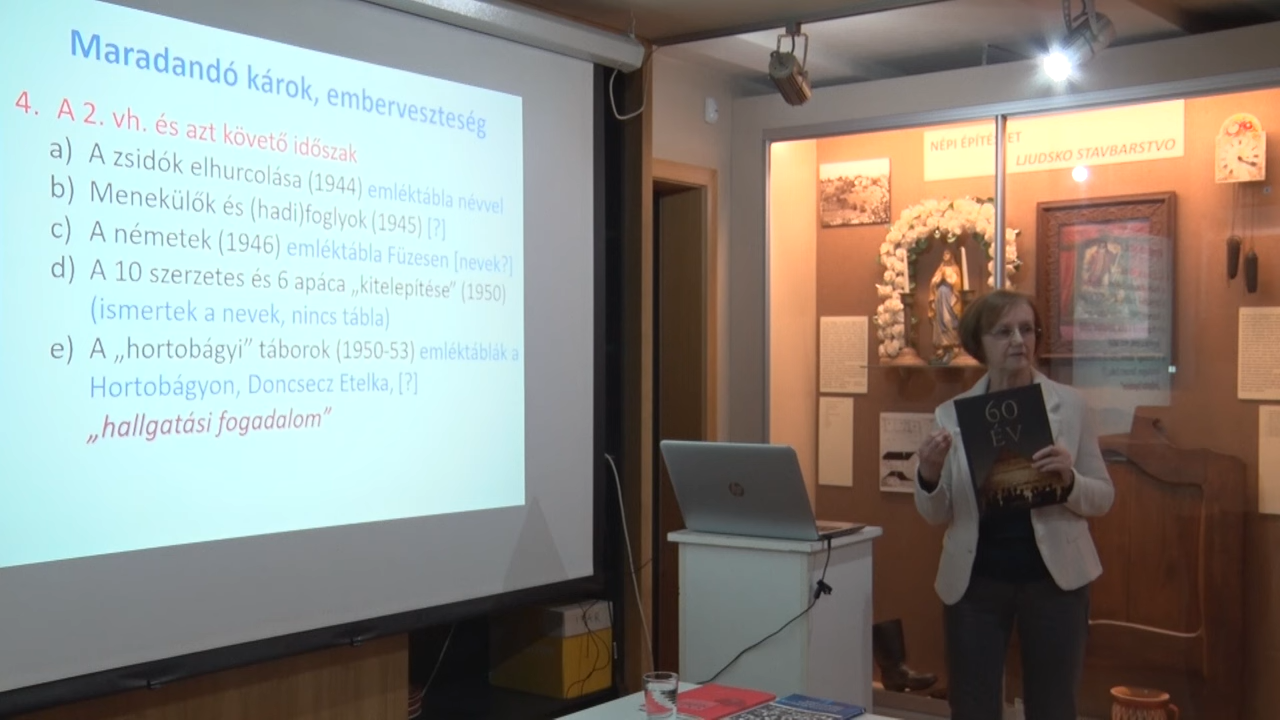 Maradandó károk, emberveszteség
4. A 2. vh. és azt követő időszak
a) A zsidók elhurcolása (1944) emléktábla névvel
b) Menekülők és (hadi)foglyok (1945) [?]
c) A németek (1946) emléktábla Füzesen [nevek?]
d) A 10 szerzetes és 6 apáca „kitelepítése” (1950)
(ismertek a nevek, nincs tábla)
e) A „hortobágyi” táborok (1950-53) emléktáblák a
Hortobágyon, Doncsecz Etelka, [?]
„hallgatási fogadalom”
NÉPI ÉPÍTÉSZET
LJUDSKO STAVBARSTVO
60
ÉV
hp